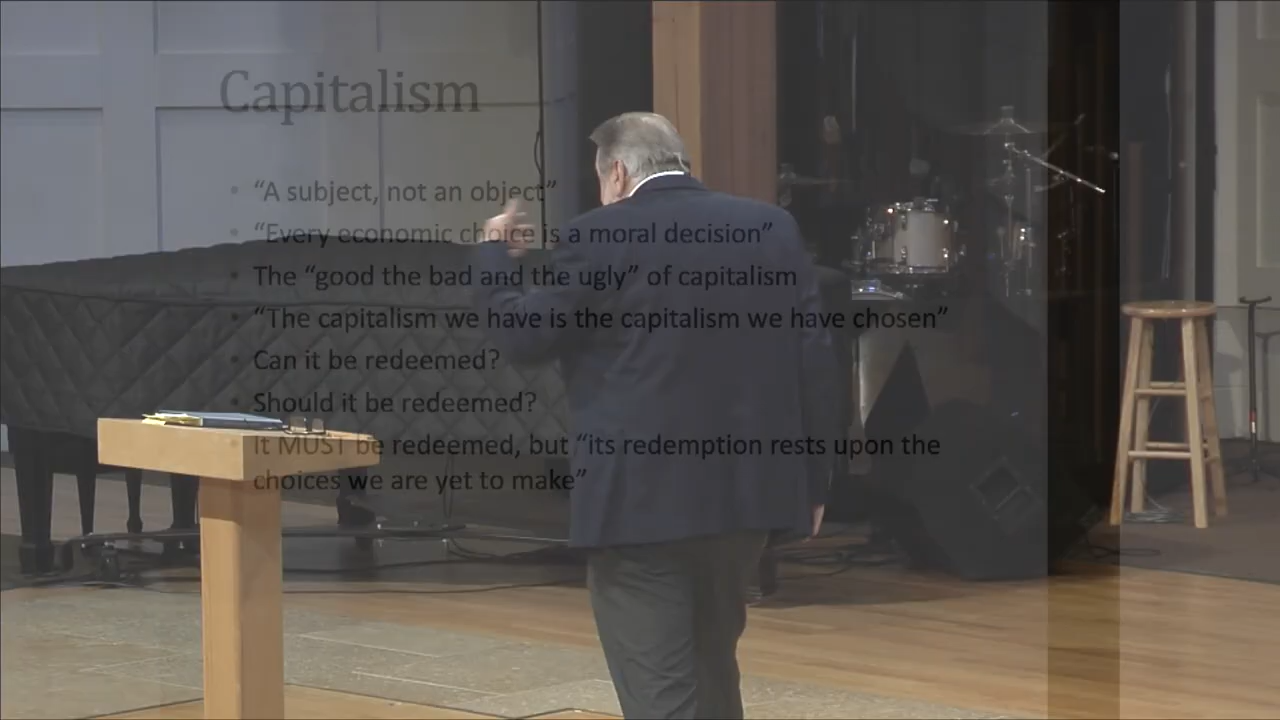 Capitalism
“A subject, not an object”
“Every economic choice is a moral decision”
The “good the bad and the ugly” of capitalism
“The capitalism we have is the capitalism we have chosen”
Can it be redeemed?
Should it be redeemed?
It MUST be redeemed, but “its redemption rests upon the
choices we are yet to make”